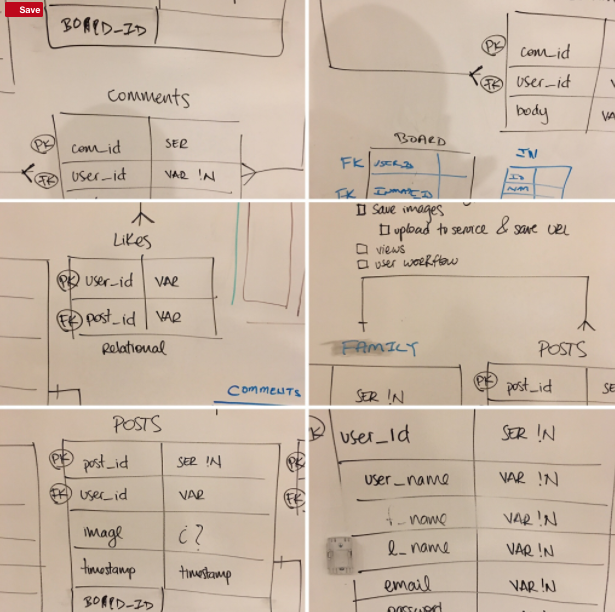 Save
BOARD_ID
Comments
PK com_id SER
FK user_id VAR !N
PK com_id
FK user_id
body VA
BOARD
FK USER_ID
FK
IN
ID
Likes
PK user_id VAR
FK post_id VAR
Relational
Comments
Save images
upload to service & save URL
views
user workflow
FAMILY POSTS
SER !N PK post_id SE
POSTS
PK post_id SER !N PK
FK user_id VAR FK
image ¿?
timestamp timestamp
BOARD_ID
K user_id SER !N
user_name VAR !N
f_name VAR !N
l_name VAR !N
email VAR !N
password